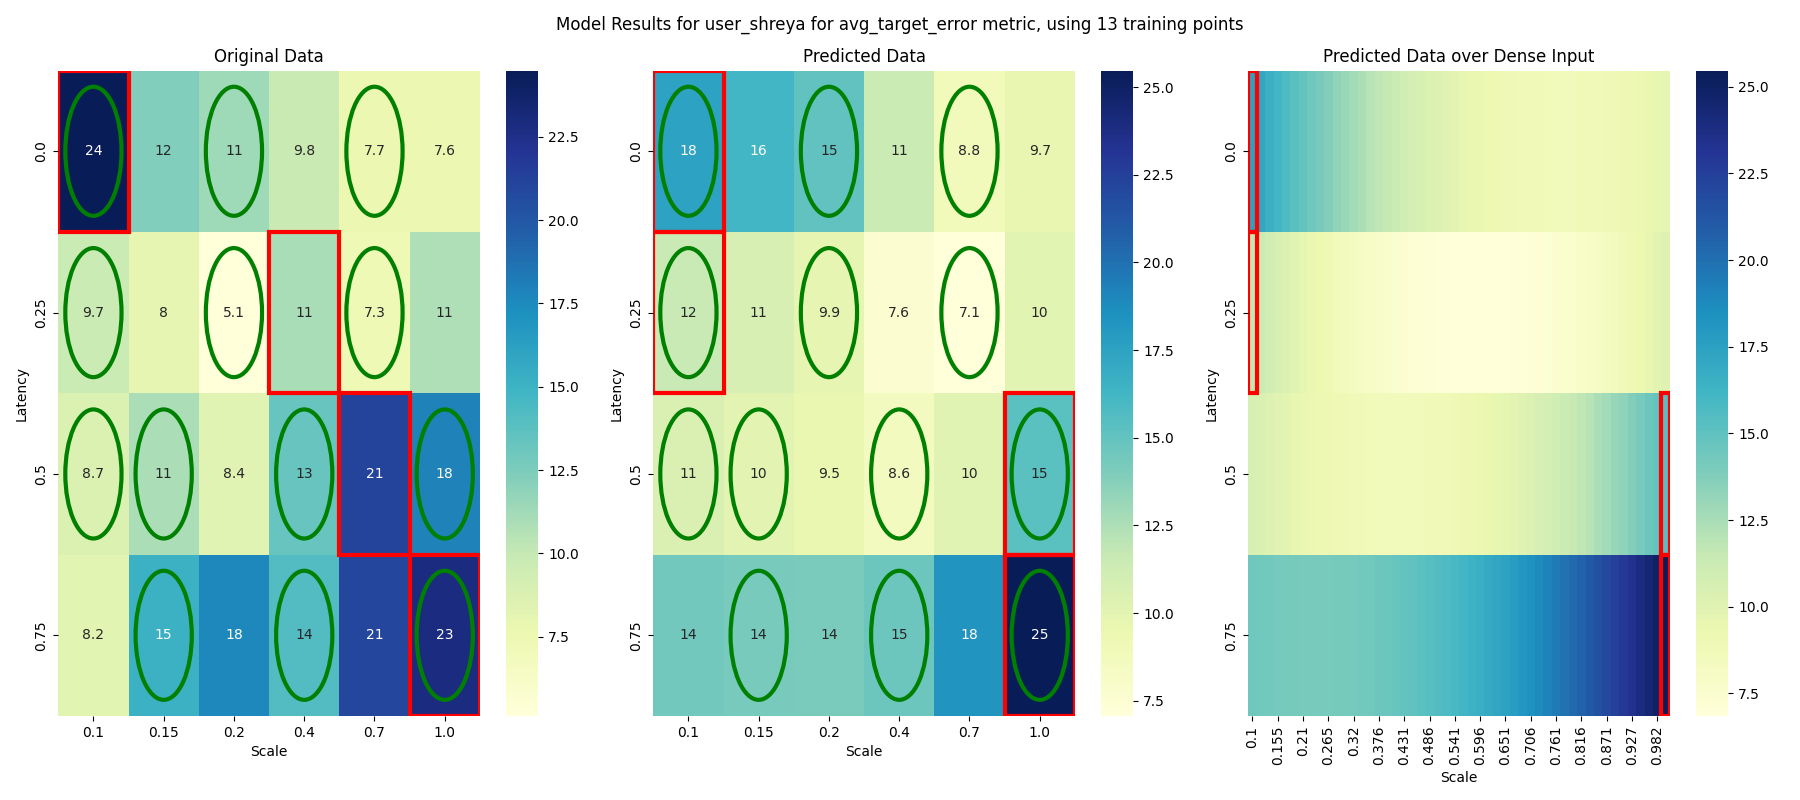 Model Results for user_shreya for avg_target_error metric, using 13 training points
Original Data
0.0 24 12 11 9.8 7.7 7.6
0.25 9.7 8 5.1 11 7.3 11
0.5 8.7 11 8.4 13 21 18
0.75 8.2 15 18 14 21 23
0.1 0.15 0.2 0.4 0.7 1.0
Scale
Latency
22.5
20.0
17.5
15.0
12.5
10.0
7.5
Predicted Data
0.0 18 16 15 11 8.8 9.7
0.25 12 11 9.9 7.6 7.1 10
0.5 11 10 9.5 8.6 10 15
0.75 14 14 14 15 18 25
0.1 0.15 0.2 0.4 0.7 1.0
Scale
Latency
25.0
22.5
20.0
17.5
15.0
12.5
10.0
7.5
Predicted Data over Dense Input
0.0
0.25
0.5
0.75
0.1 0.155 0.21 0.265 0.32 0.376 0.431 0.486 0.541 0.596 0.651 0.706 0.761 0.816 0.871 0.927 0.982
Scale
Latency
25.0
22.5
20.0
17.5
15.0
12.5
10.0
7.5